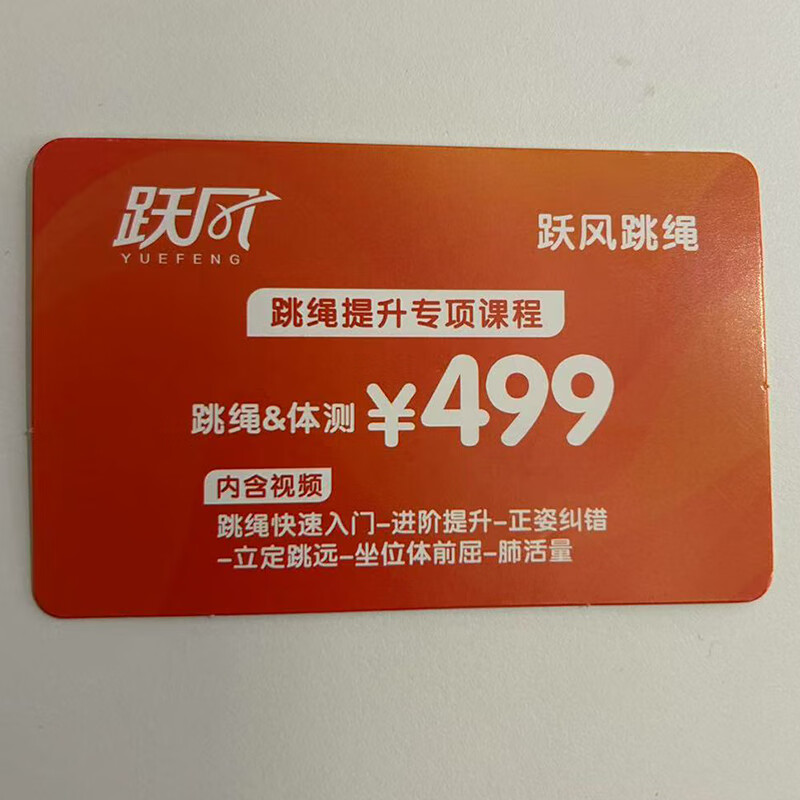 跃风
YUEFENG
跃风跳绳
跳绳提升专项课程
跳绳&体测 ¥499
内含视频
跳绳快速入门-进阶提升-正姿纠错
-立定跳远-坐位体前屈-肺活量